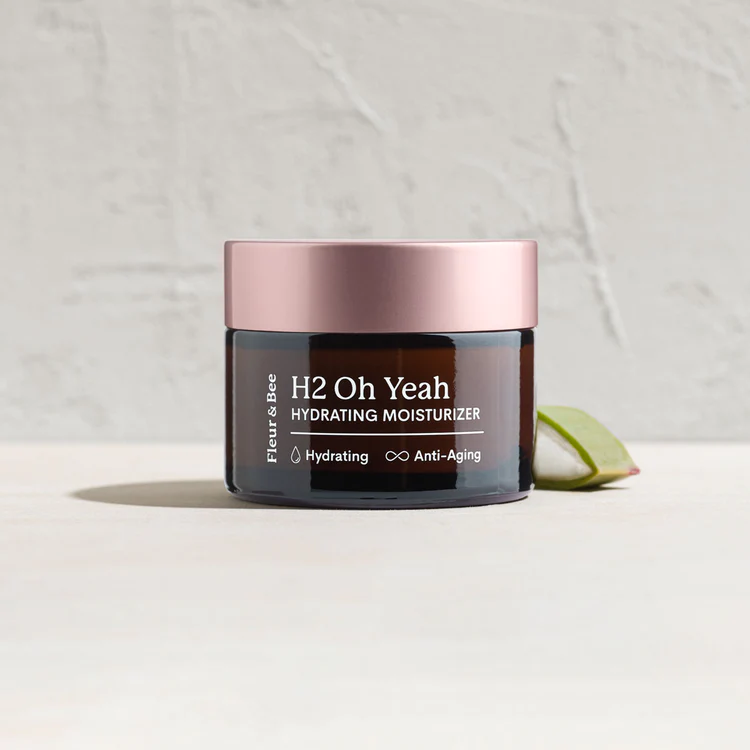 Fleur & Bee
H2 Oh Yeah
HYDRATING MOISTURIZER
Hydrating Anti-Aging